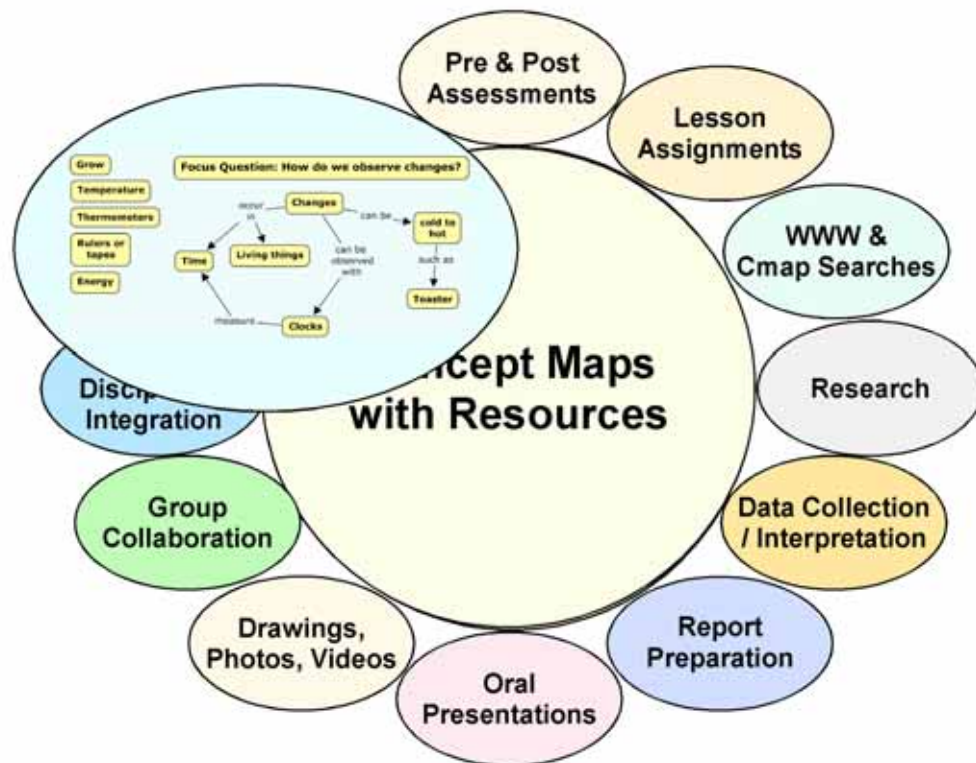 Pre & Post
Assessments
Lesson
Assignments
WWW &
Cmap Searches
Research
Data Collection
/ Interpretation
Report
Preparation
Oral
Presentations
Drawings,
Photos, Videos
Group
Collaboration
Integration
Focus Question: How do we observe changes?
Grow
Temperature
Thermometers
Rulers or
tapes
Energy
Changes
occur
in
can be
cold to
hot
Time
Living things
can be
observed
with
such as
Toaster
measure
Clocks
Maps
with Resources